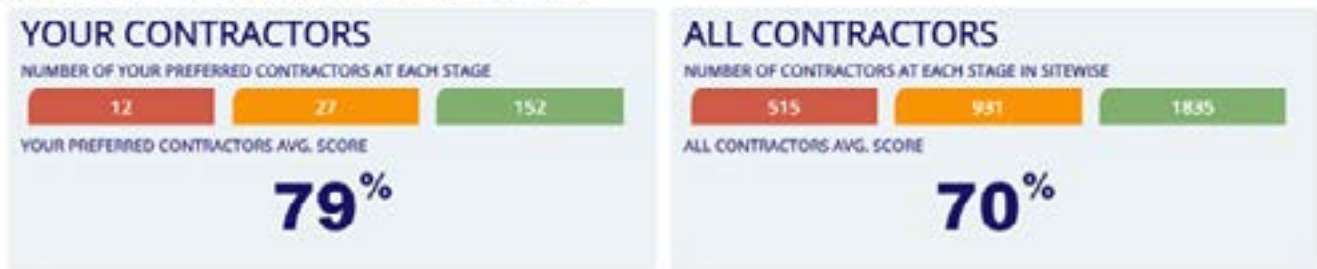 YOUR CONTRACTORS
NUMBER OF YOUR PREFERRED CONTRACTORS AT EACH STAGE
12 27 152
YOUR PREFERRED CONTRACTORS AVG. SCORE
79%
ALL CONTRACTORS
NUMBER OF CONTRACTORS AT EACH STAGE IN SITEWISE
515 931 1835
ALL CONTRACTORS AVG. SCORE
70%